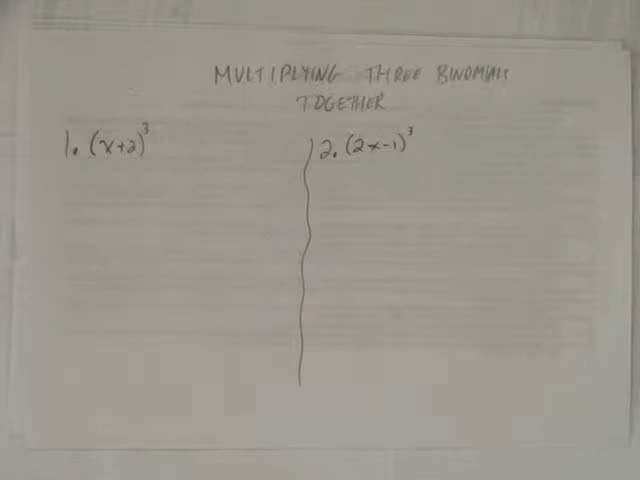 MULTIPLYING THREE BINOMIALS
TOGETHER
1. (x+2)³
2. (2x-1)³